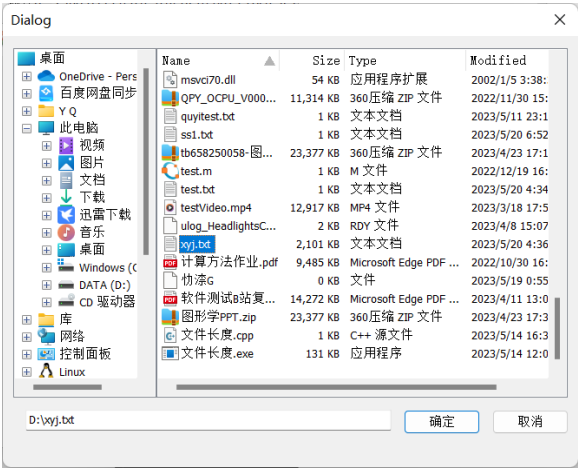 Dialog
桌面
OneDrive - Pers
百度网盘同步
Y Q
此电脑
视频
图片
文档
下载
迅雷下载
音乐
桌面
Windows (C
DATA (D:)
CD 驱动器
库
网络
控制面板
Linux
Name Size Type Modified
msvci70.dll 54 KB 应用程序扩展 2002/1/5 3:38:
QPY_OCPU_V000... 11,314 KB 360压缩 ZIP 文件 2022/11/30 15:
quyitest.txt 1 KB 文本文档 2023/5/11 23:1
ss1.txt 1 KB 文本文档 2023/5/20 6:52
tb658250058-图... 23,377 KB 360压缩 ZIP 文件 2023/4/23 17:1
test.m 1 KB M 文件 2022/12/19 16:
test.txt 1 KB 文本文档 2023/5/20 4:34
testVideo.mp4 12,917 KB MP4 文件 2023/3/18 17:5
ulog_HeadlightsC... 2 KB RDY 文件 2023/4/8 15:07
xyj.txt 2,101 KB 文本文档 2023/5/20 4:36
计算方法作业.pdf 9,485 KB Microsoft Edge PDF ... 2022/10/30 16:
0 KB 文件 2023/5/19 0:55
软件测试B站复... 14,272 KB Microsoft Edge PDF ... 2023/4/11 13:0
图形学PPT.zip 23,377 KB 360压缩 ZIP 文件 2023/4/23 17:3
文件长度.cpp 1 KB C++ 源文件 2023/5/14 16:3
文件长度.exe 131 KB 应用程序 2023/5/14 12:0
D:\xyj.txt 确定 取消